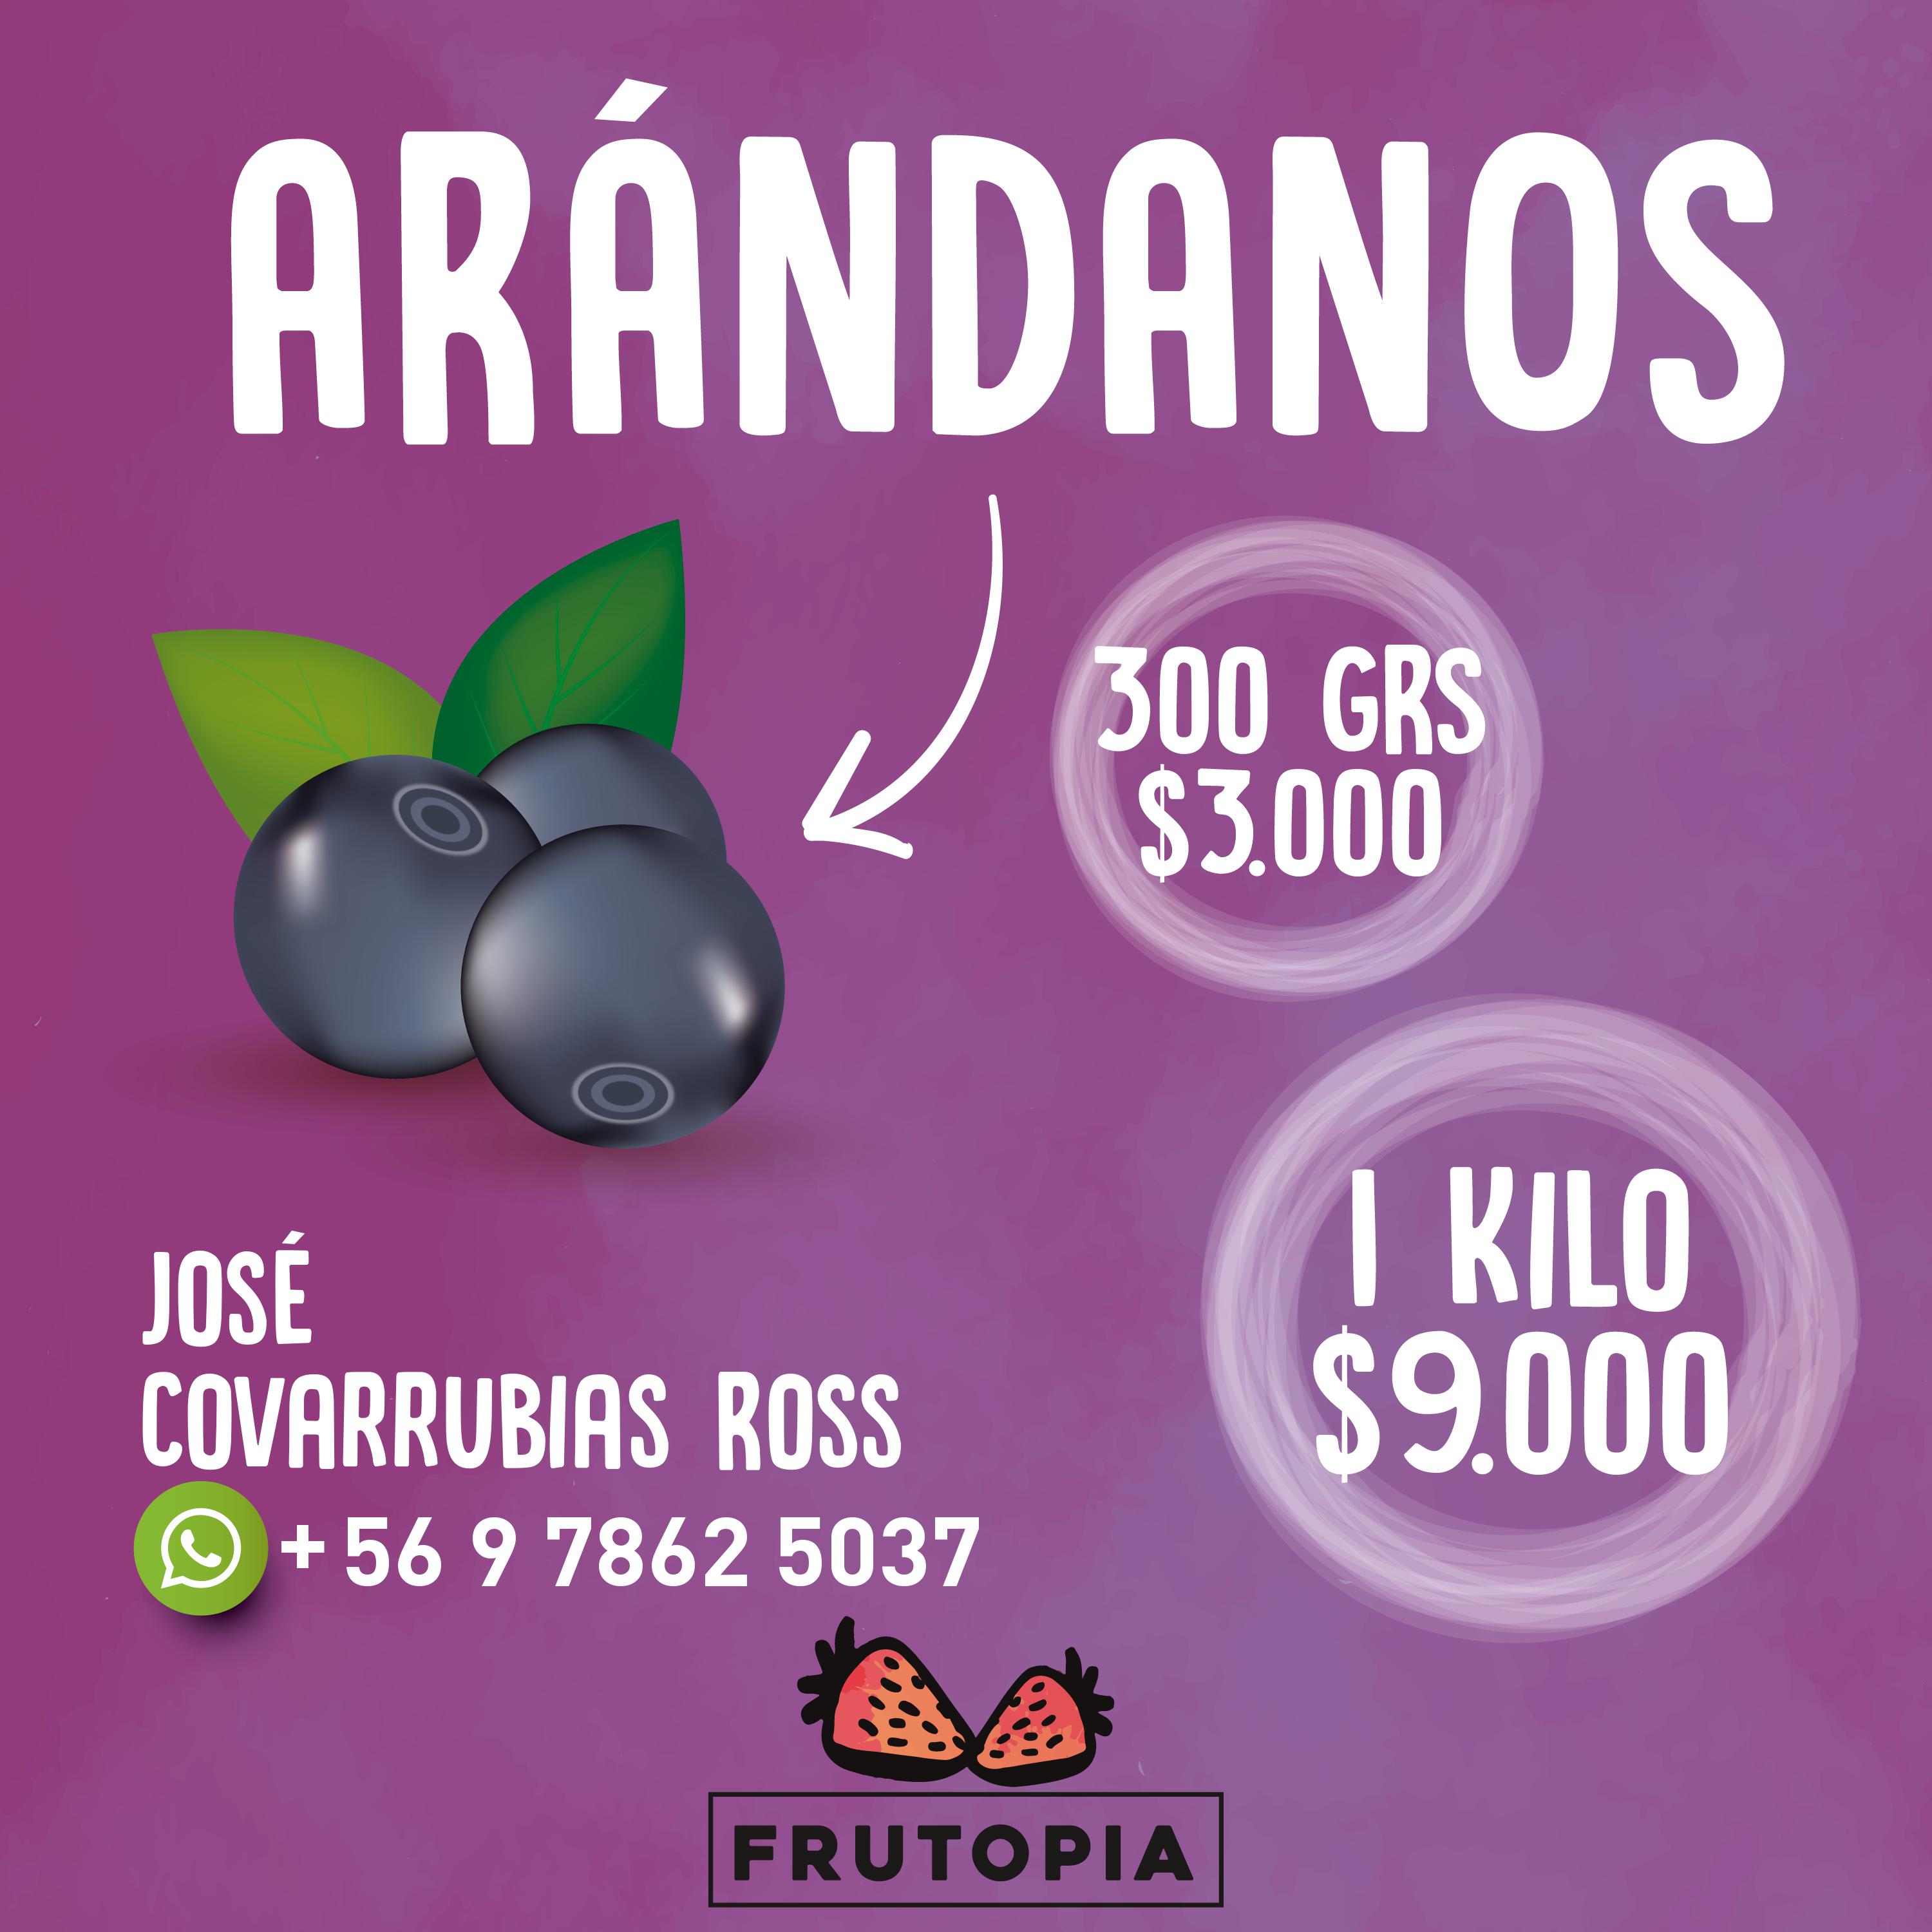 ARÁNDANOS
300 GRS
$3.000
1 KILO
$9.000
JOSÉ
COVARRUBIAS ROSS
+ 56 9 7862 5037
FRUTOPIA